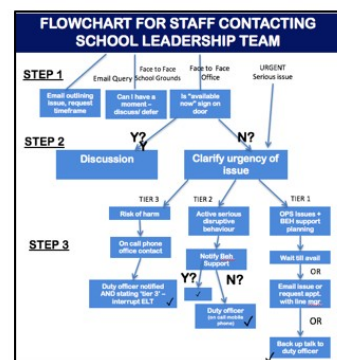 FLOWCHART FOR STAFF CONTACTING
SCHOOL LEADERSHIP TEAM
STEP 1
Email Query
Face to Face
School Grounds
Face to Face
Office
URGENT
Serious issue
Email outlining
issue, request
timeframe
Can I have a
moment –
discuss/ defer
Is "available
now" sign on
door
STEP 2
Y?
Y
N?
Discussion
Clarify urgency of
issue
TIER 3
TIER 2
TIER 1
STEP 3
Risk of harm
Active serious
disruptive
behaviour
OPS Issues +
BEH support
planning
On call phone
office contact
Notify Beh
Support
Wait till avail
Y?
N?
OR
Duty officer notified
AND stating 'tier 3' –
interrupt ELT ✓
✓
Duty officer
(on call mobile
phone) ✓
Email issue or
request appt.
with line mgr
OR
Back up talk to
duty officer
✓